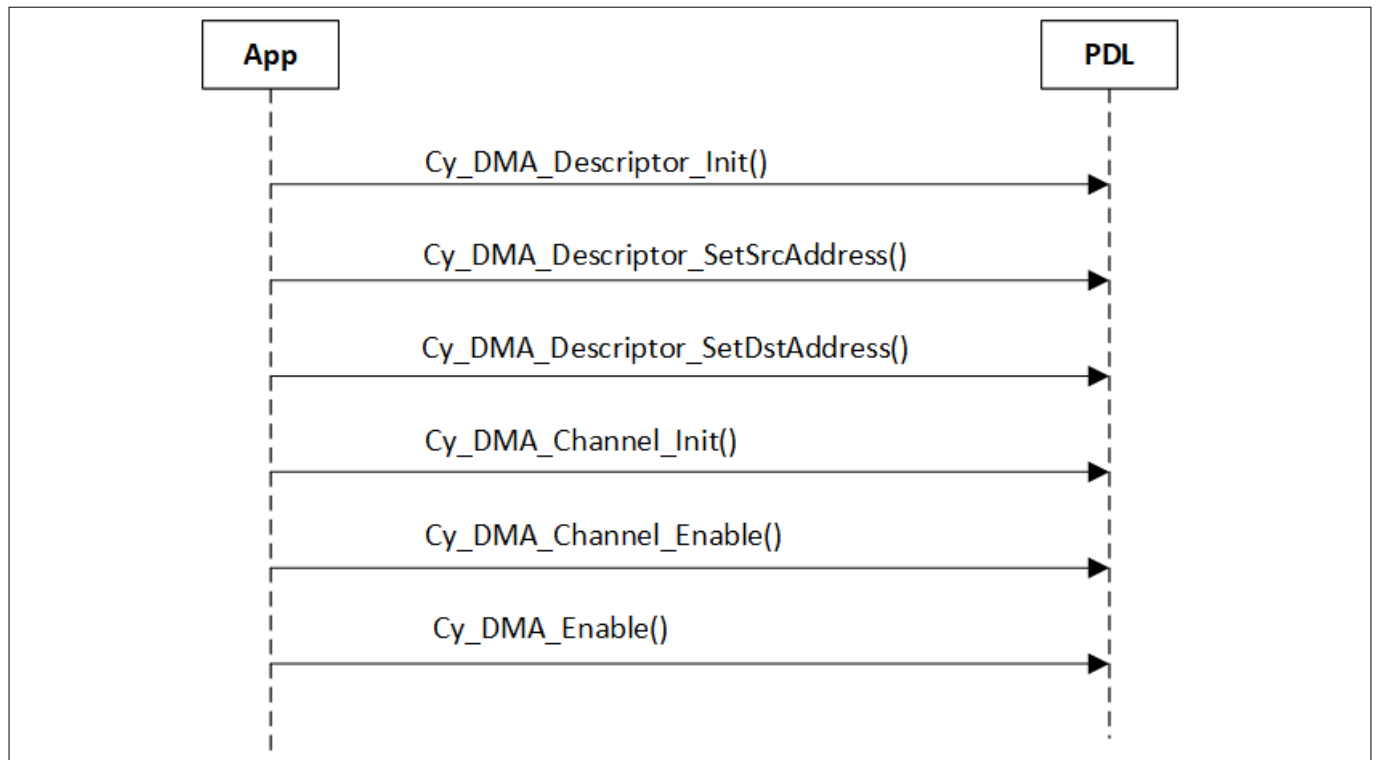 App
PDL
Cy_DMA_Descriptor_Init()
Cy_DMA_Descriptor_SetSrcAddress()
Cy_DMA_Descriptor_SetDstAddress()
Cy_DMA_Channel_Init()
Cy_DMA_Channel_Enable()
Cy_DMA_Enable()